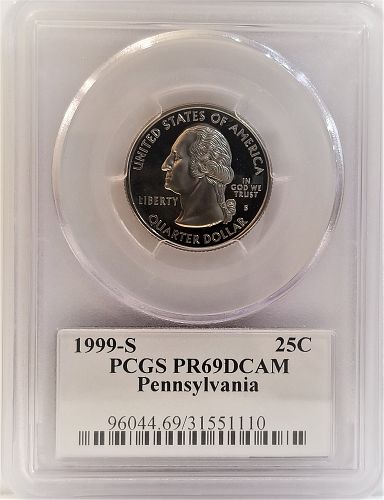 UNITED STATES OF AMERICA
LIBERTY
IN
GOD WE
TRUST
S
QUARTER DOLLAR
1999-S 25C
PCGS PR69DCAM
Pennsylvania
96044.69/31551110